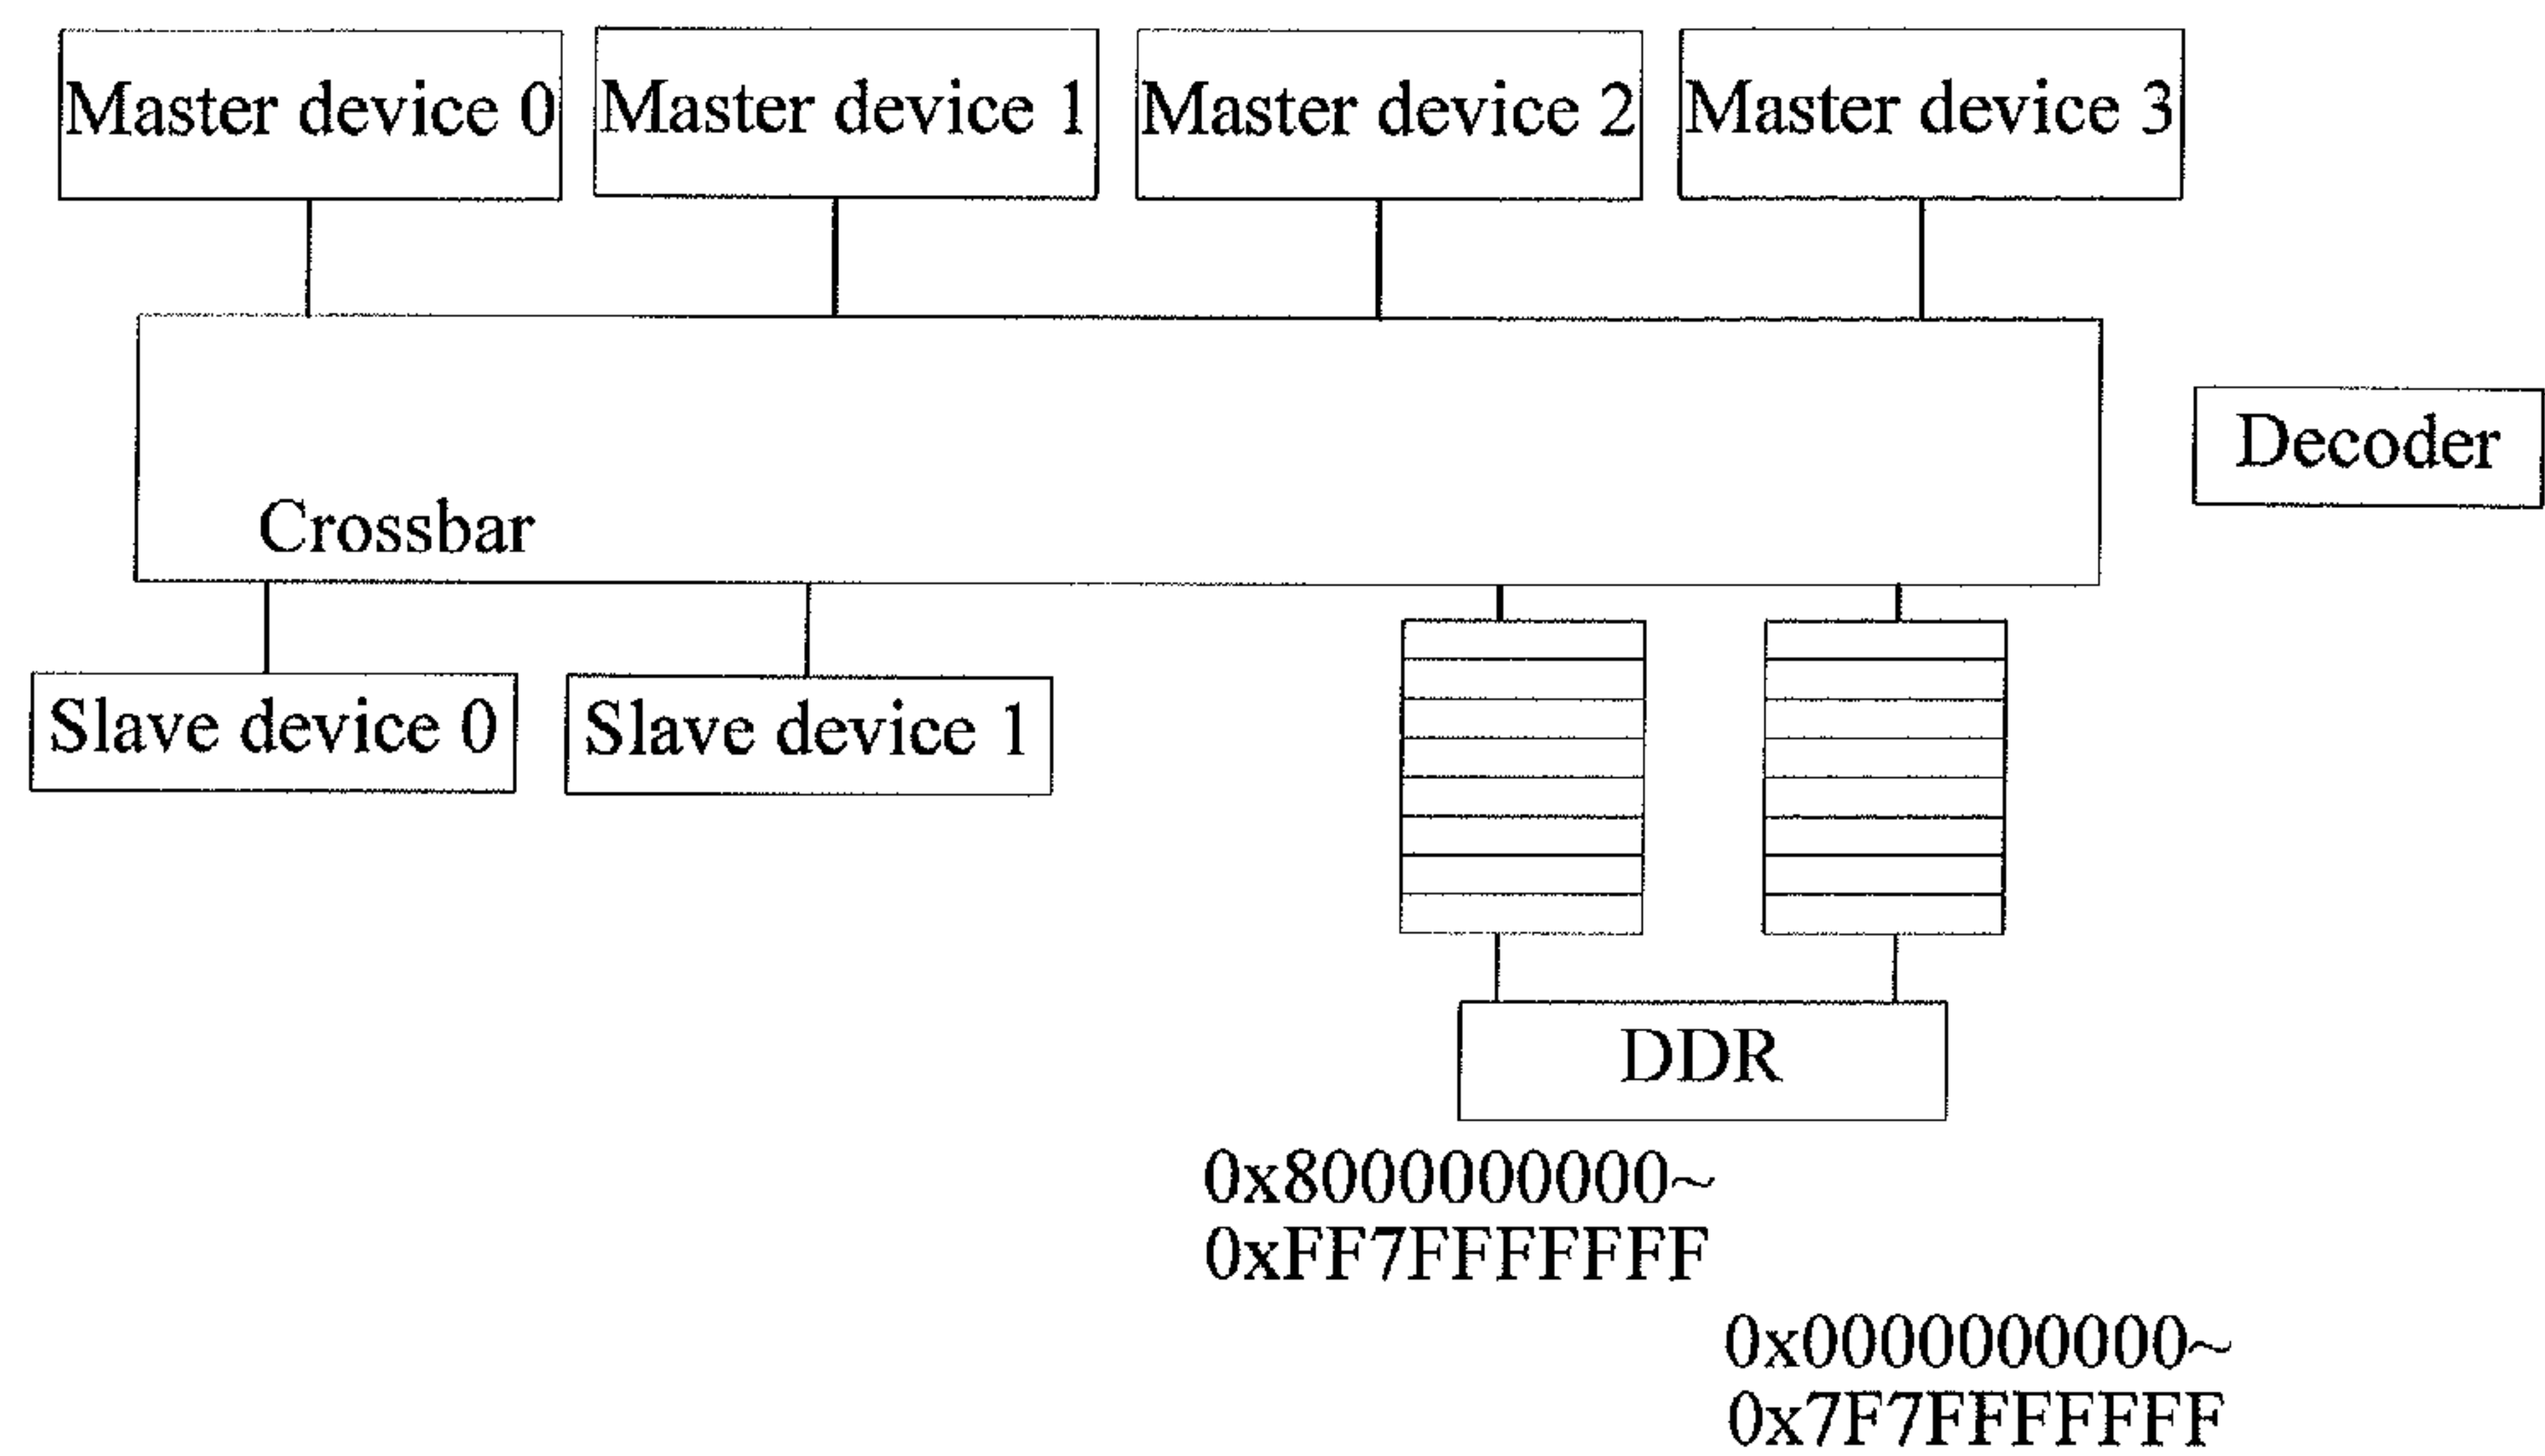 Master device 0
Master device 1
Master device 2
Master device 3
Decoder
Crossbar
Slave device 0
Slave device 1
DDR
0x8000000000~
0xFF7FFFFFFF
0x0000000000~
0x7F7FFFFFFF